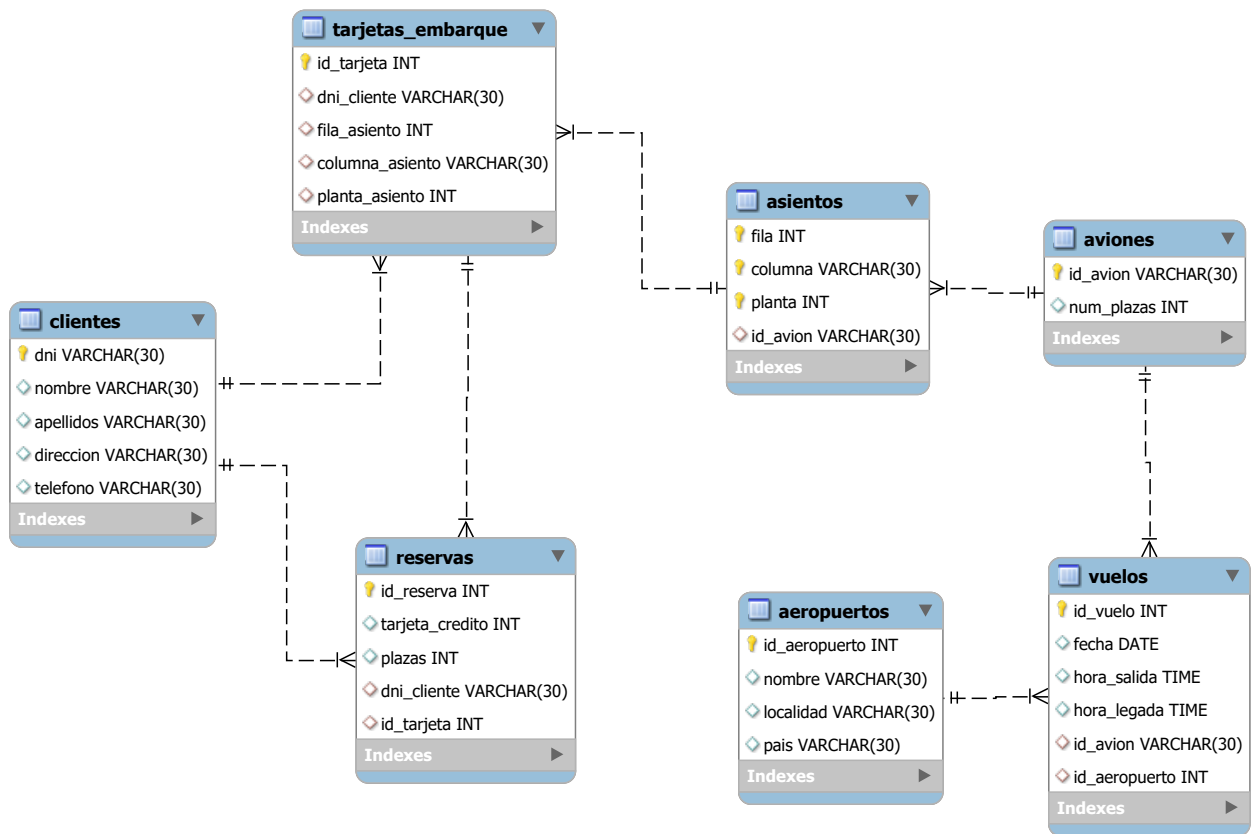 tarjetas_embarque
id_tarjeta INT
dni_cliente VARCHAR(30)
fila_asiento INT
columna_asiento VARCHAR(30)
planta_asiento INT
Indexes
asientos
fila INT
columna VARCHAR(30)
planta INT
id_avion VARCHAR(30)
Indexes
aviones
id_avion VARCHAR(30)
num_plazas INT
Indexes
clientes
dni VARCHAR(30)
nombre VARCHAR(30)
apellidos VARCHAR(30)
direccion VARCHAR(30)
telefono VARCHAR(30)
Indexes
reservas
id_reserva INT
tarjeta_credito INT
plazas INT
dni_cliente VARCHAR(30)
id_tarjeta INT
Indexes
aeropuertos
id_aeropuerto INT
nombre VARCHAR(30)
localidad VARCHAR(30)
pais VARCHAR(30)
Indexes
vuelos
id_vuelo INT
fecha DATE
hora_salida TIME
hora_legada TIME
id_avion VARCHAR(30)
id_aeropuerto INT
Indexes